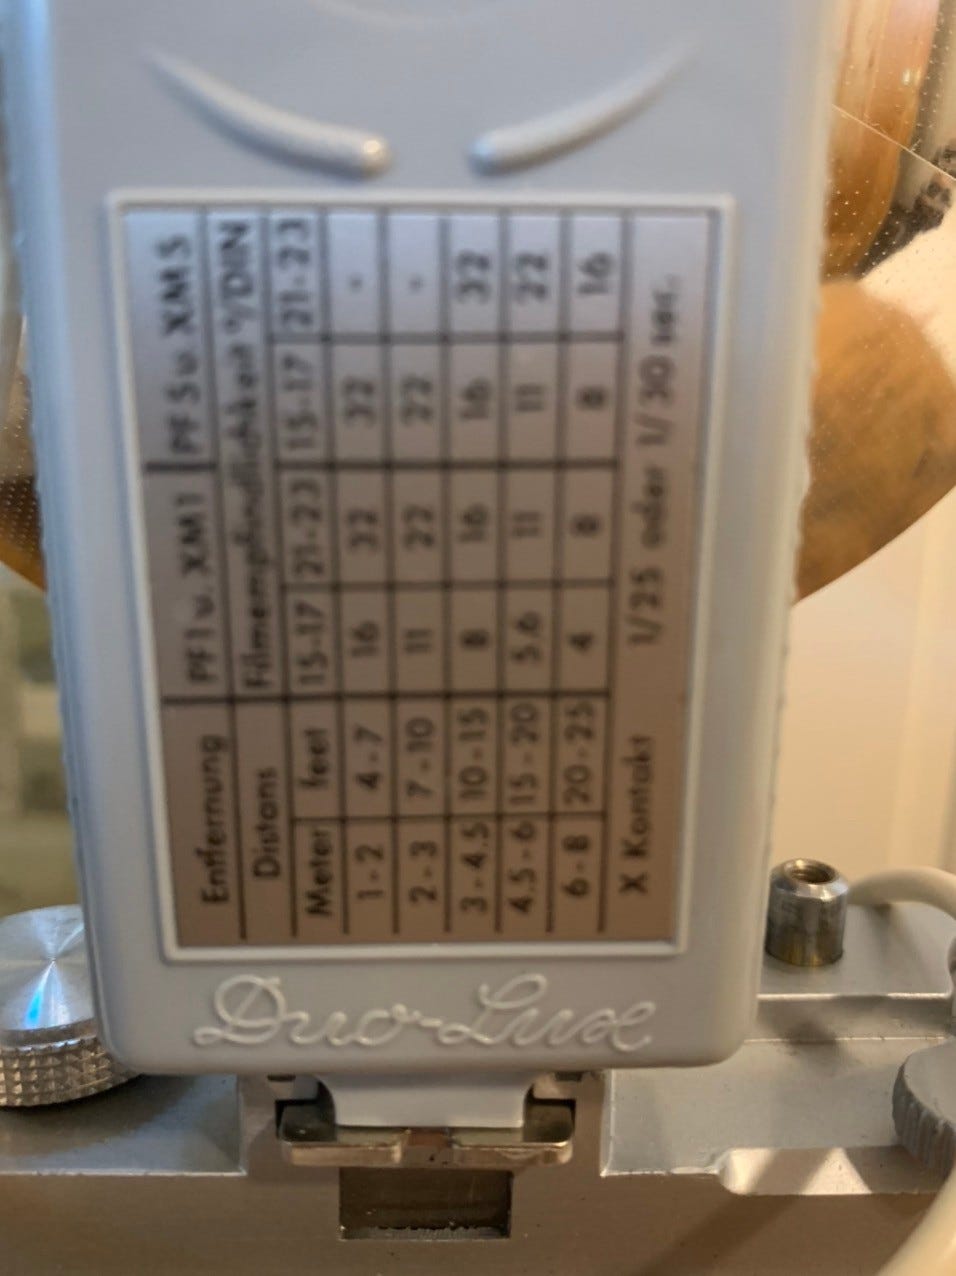 Entfernung PF1 u. XM1 PF5 u. XM5
Distans Filmempfindlichkeit °/DIN
Meter feet 15-17 21-23 15-17 21-23
1-2 4-7 16 32 32 -
2-3 7-10 11 22 22 -
3-4.5 10-15 8 16 16 32
4.5-6 15-20 5.6 11 11 22
6-8 20-25 4 8 8 16
X Kontakt 1/25 oder 1/30 sec.
Duo-Lux